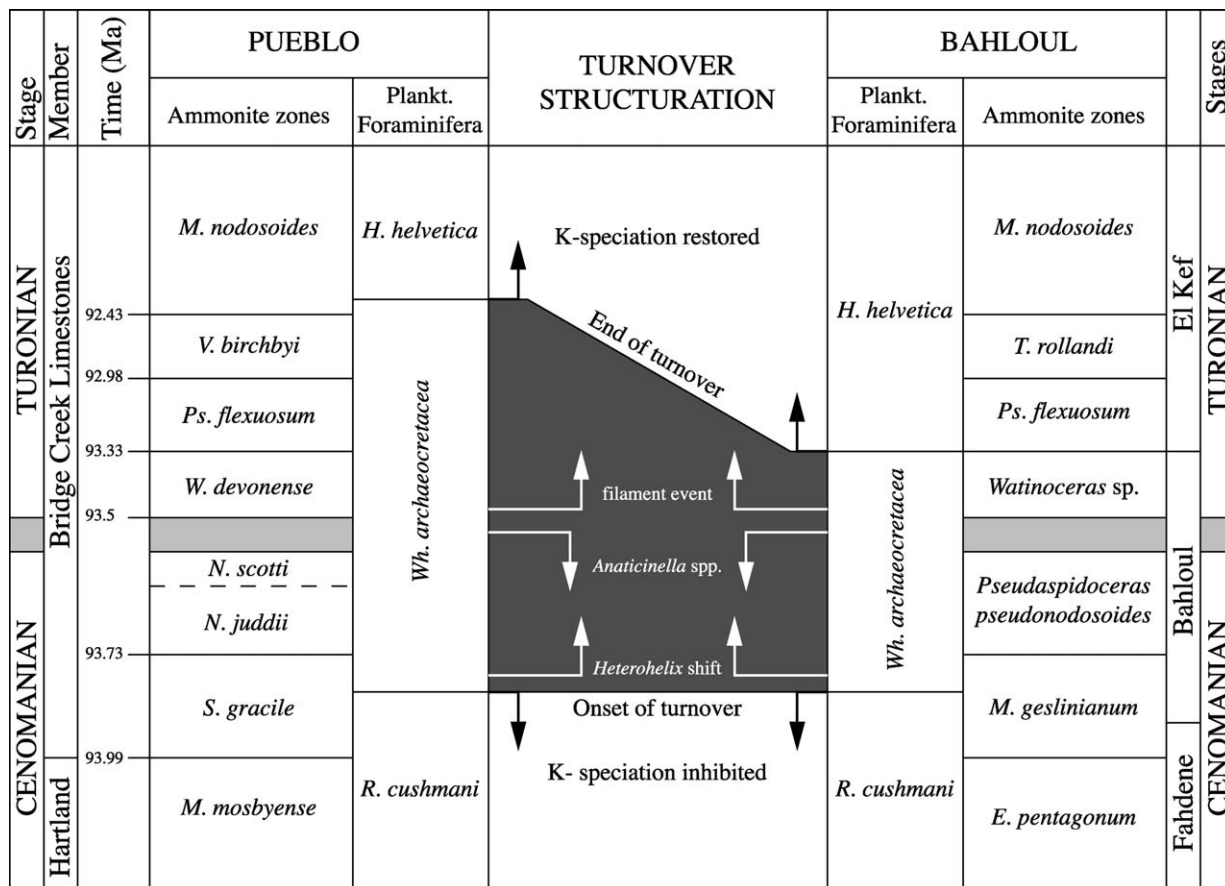 PUEBLO
TURNOVER
STRUCTURATION
BAHLOUL
Stage
Member
Time (Ma)
Ammonite zones
Plankt.
Foraminifera
Plankt.
Foraminifera
Ammonite zones
Stages
TURONIAN
CENOMANIAN
Bridge Creek Limestones
Hartland
92.43
92.98
93.33
93.5
93.73
93.99
M. nodosoides
V. birchbyi
Ps. flexuosum
W. devonense
N. scotti
N. juddii
S. gracile
M. mosbyense
H. helvetica
Wh. archaeocretacea
R. cushmani
K-speciation restored
End of turnover
filament event
Anaticinella spp.
Heterohelix shift
Onset of turnover
K- speciation inhibited
H. helvetica
Wh. archaeocretacea
R. cushmani
M. nodosoides
T. rollandi
Ps. flexuosum
Watinoceras sp.
Pseudaspidoceras
pseudonodosoides
M. geslinianum
E. pentagonum
El Kef
Bahloul
Fahdene
TURONIAN
CENOMANIAN